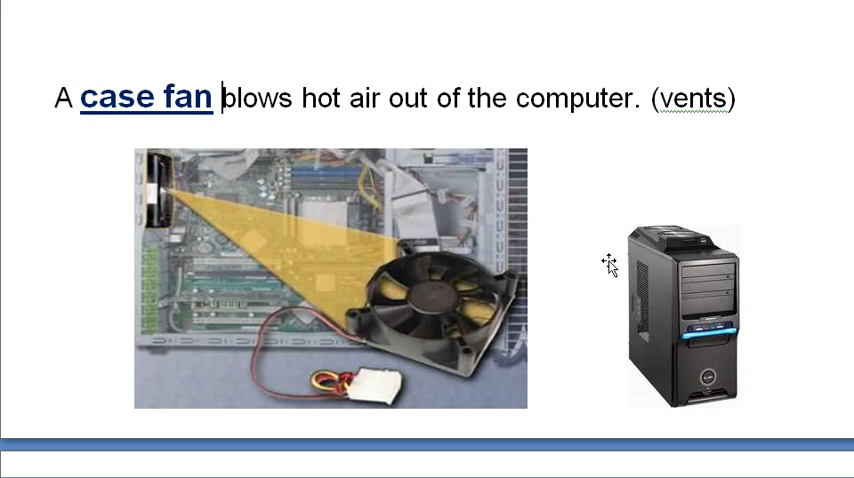 A case fan blows hot air out of the computer. (vents)